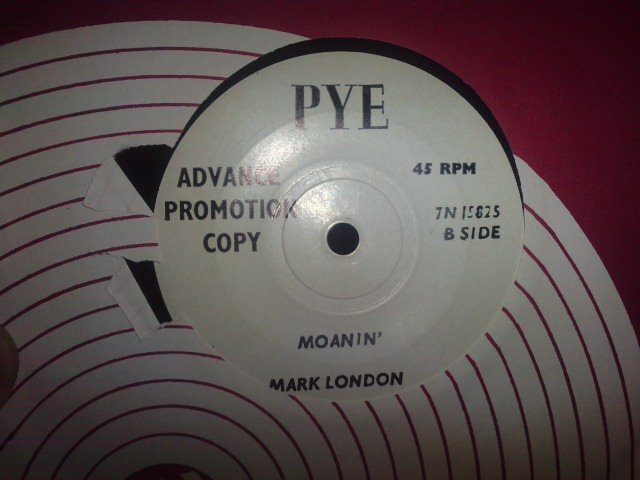 PYE
ADVANCE
PROMOTION
COPY
45 RPM
7N 15825
B SIDE
MOANIN'
MARK LONDON